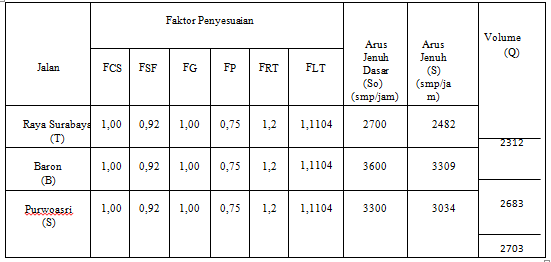 Jalan
Faktor Penyesuaian
FCS FSF FG FP FRT FLT
Arus
Jenuh
Dasar
(So)
(smp/jam)
Arus
Jenuh
(S)
(smp/ja
m)
Volume
(Q)
Raya Surabaya
(T)
1,00 0,92 1,00 0,75 1,2 1,1104 2700 2482
2312
Baron
(B)
1,00 0,92 1,00 0,75 1,2 1,1104 3600 3309
2683
Purwoasri
(S)
1,00 0,92 1,00 0,75 1,2 1,1104 3300 3034
2703